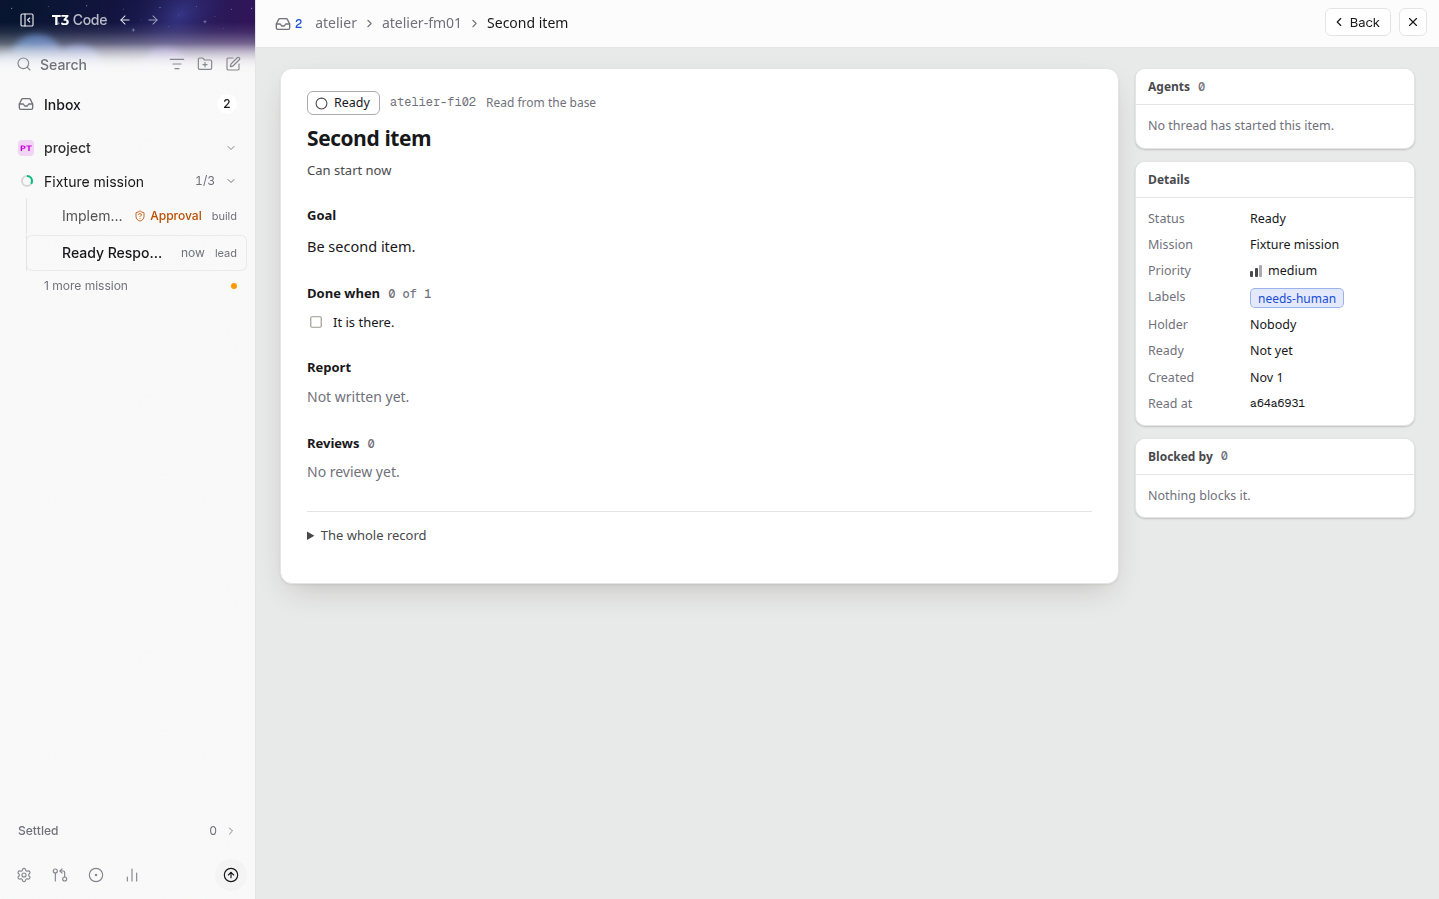 T3 Code
Search
Inbox 2
PT project
Fixture mission 1/3
Implem... Approval build
Ready Respo... now lead
1 more mission
Settled 0
2 atelier > atelier-fm01 > Second item
Back
Ready atelier-fi02 Read from the base
Second item
Can start now
Goal
Be second item.
Done when 0 of 1
It is there.
Report
Not written yet.
Reviews 0
No review yet.
The whole record
Agents 0
No thread has started this item.
Details
Status Ready
Mission Fixture mission
Priority medium
Labels needs-human
Holder Nobody
Ready Not yet
Created Nov 1
Read at a64a6931
Blocked by 0
Nothing blocks it.